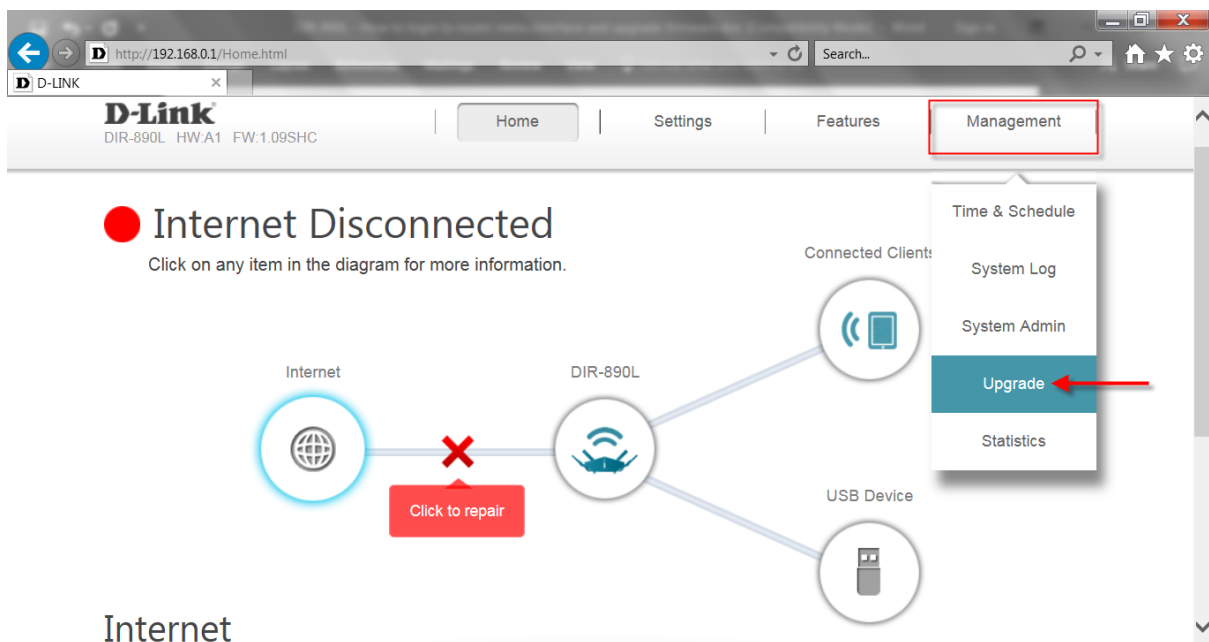 http://192.168.0.1/Home.html
Search...
D-LINK
D-Link
DIR-890L HW:A1 FW:1.09SHC
Home
Settings
Features
Management
Time & Schedule
System Log
System Admin
Upgrade
Statistics
Internet Disconnected
Click on any item in the diagram for more information.
Connected Clients
Internet
DIR-890L
Click to repair
USB Device
Internet